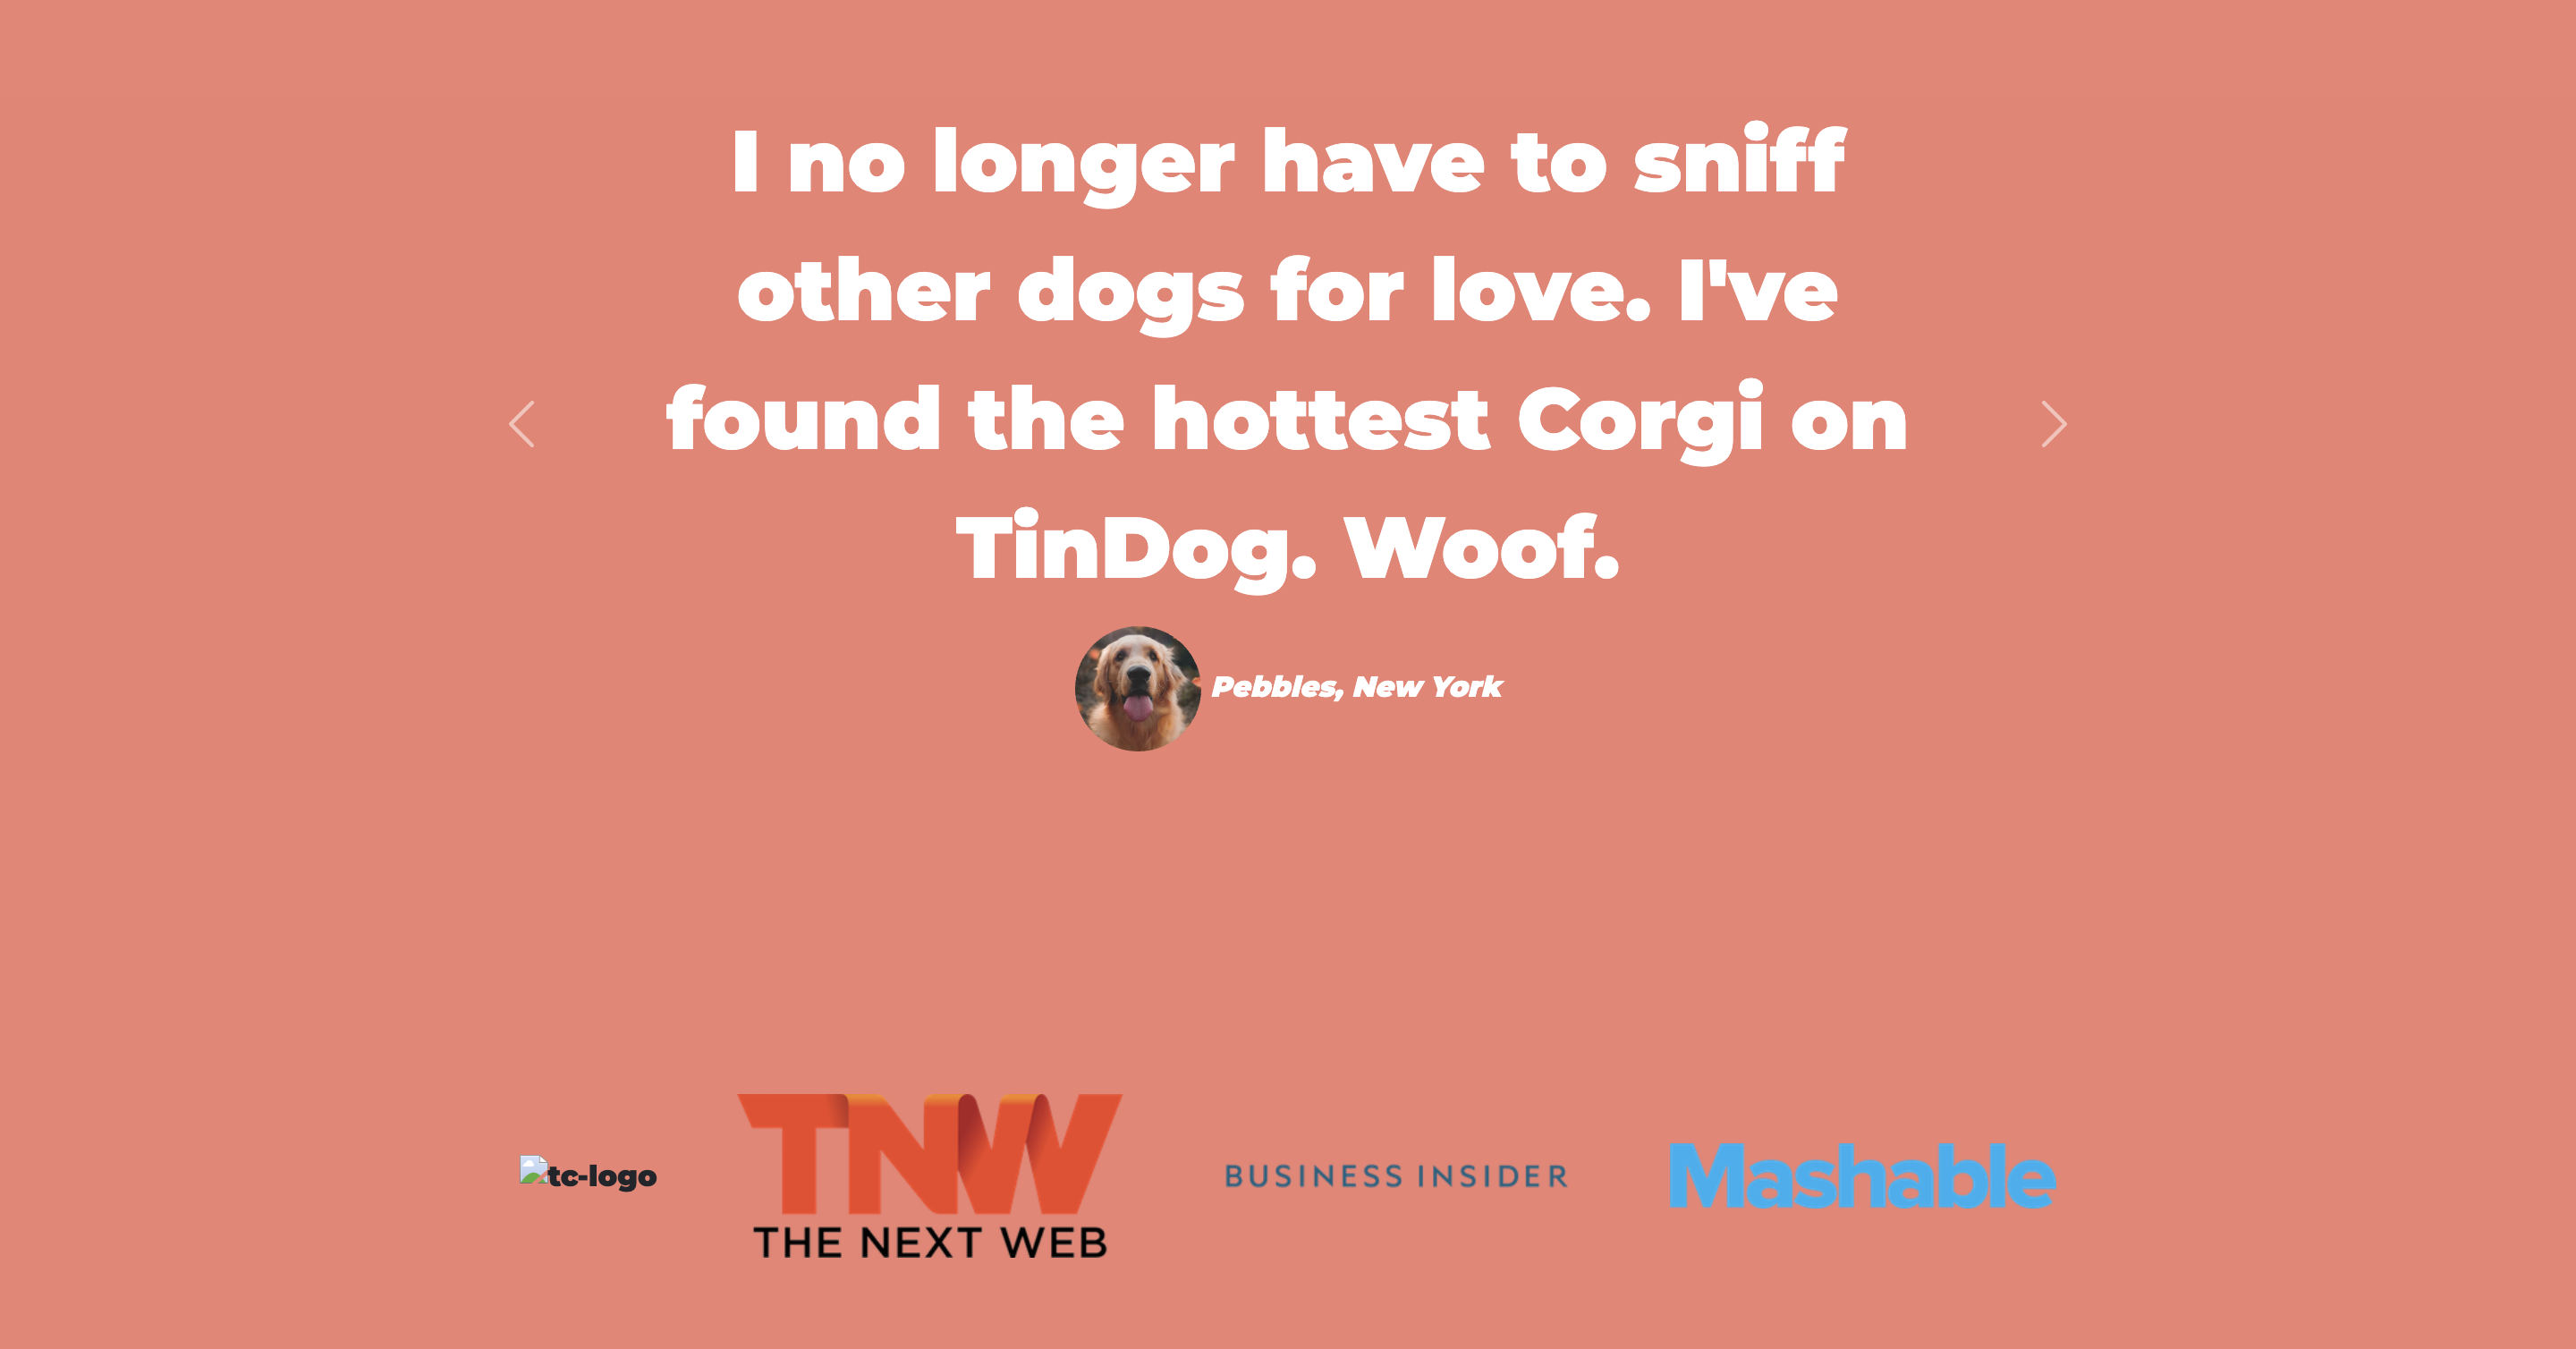 I no longer have to sniff
other dogs for love. I've
found the hottest Corgi on
TinDog. Woof.
Pebbles, New York
tc-logo
TNW
THE NEXT WEB
BUSINESS INSIDER
Mashable